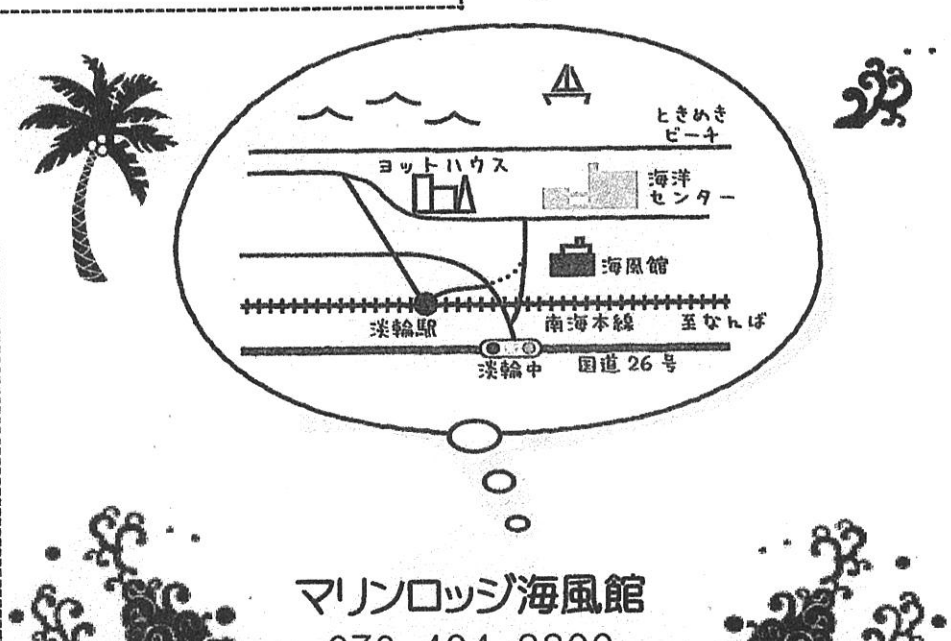 ときめき
ビーチ
ヨットハウス
海洋
センター
海風館
淡輪駅
南海本線
至なんば
淡輪中
国道26号
マリンロッジ海風館